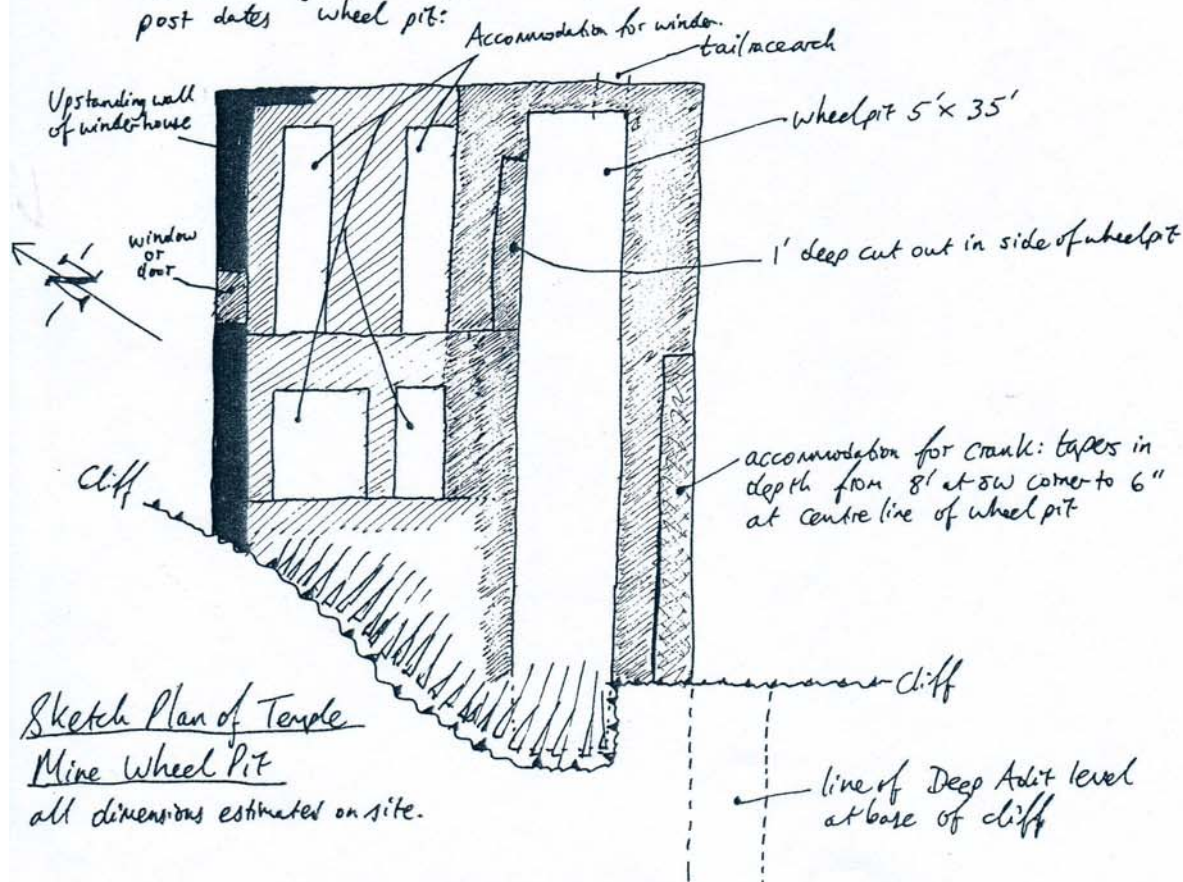 post dates wheel pit:
Accommodation for winder.
tailrace arch
Upstanding wall
of winderhouse
wheelpit 5' x 35'
window
or
door
1' deep cut out in side of wheelpit
Cliff
accommodation for crank: tapers in
depth from 8' at SW corner to 6"
at centre line of wheel pit
Cliff
Sketch Plan of Temple
Mine Wheel Pit
all dimensions estimated on site.
line of Deep Adit level
at base of cliff